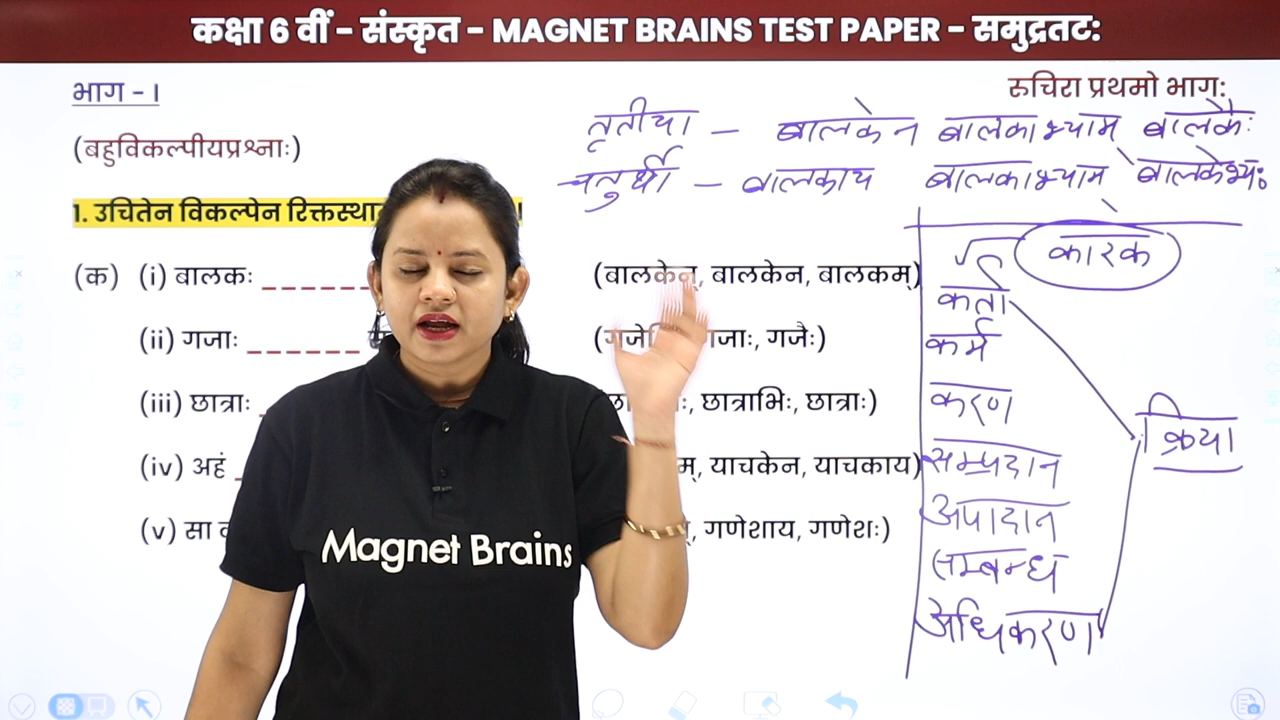 कक्षा 6 वीं – संस्कृत – MAGNET BRAINS TEST PAPER – समुद्रतटः
भाग – I
रुचिरा प्रथमो भागः
(बहुविकल्पीयप्रश्नाः)
तृतीया – बालकेन बालकाभ्याम् बालकैः
चतुर्थी – बालकाय बालकाभ्याम् बालकेभ्यः
1. उचितेन विकल्पेन
कारक
(क) (i) बालकः ______ (बालकेन्, बालकेन, बालकम्)
कर्ता
(ii) गजाः ______ गजाः, गजैः)
कर्म
(iii) छात्राः छात्राभिः, छात्राः)
करण
क्रिया
(iv) अहं याचकेन, याचकाय)
सम्प्रदान
अपादान
(v) सा गणेशाय, गणेशः)
सम्बन्ध
अधिकरण
Magnet Brains